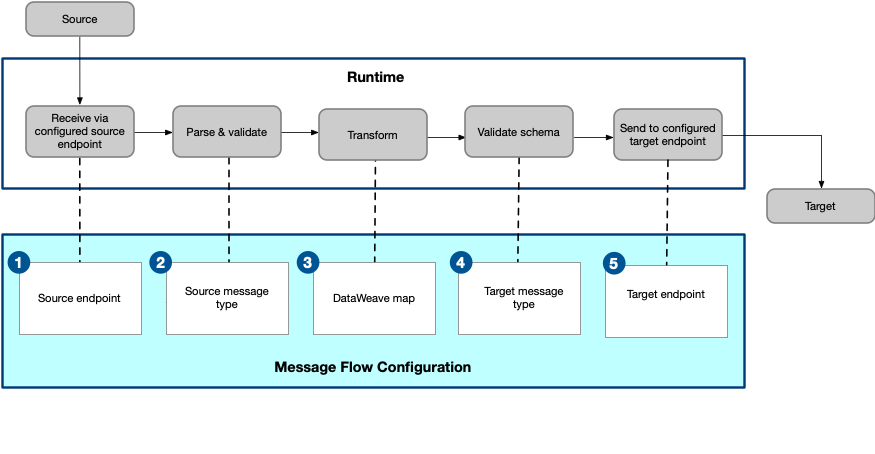 Source
Runtime
Receive via
configured source
endpoint
Parse & validate
Transform
Validate schema
Send to configured
target endpoint
Target
1
Source endpoint
2
Source message
type
3
DataWeave map
4
Target message
type
5
Target endpoint
Message Flow Configuration